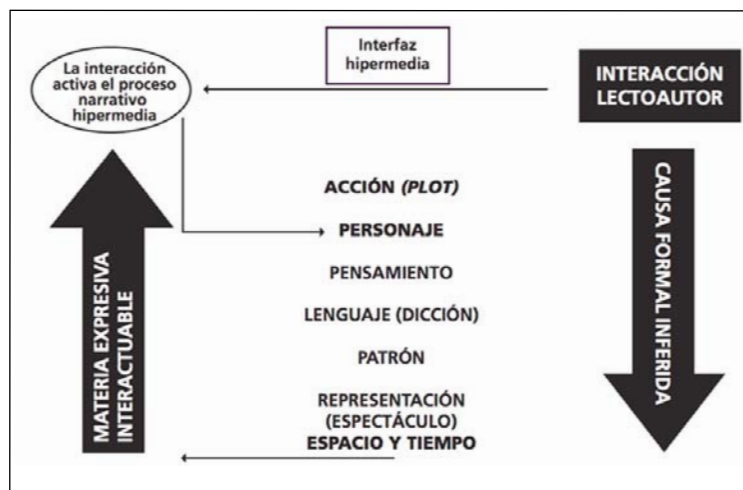 Interfaz
hipermedia
La interacción
activa el proceso
narrativo
hipermedia
INTERACCIÓN
LECTOAUTOR
ACCIÓN (PLOT)
PERSONAJE
PENSAMIENTO
LENGUAJE (DICCIÓN)
PATRÓN
REPRESENTACIÓN
(ESPECTÁCULO)
ESPACIO Y TIEMPO
MATERIA EXPRESIVA
INTERACTUABLE
CAUSA FORMAL INFERIDA